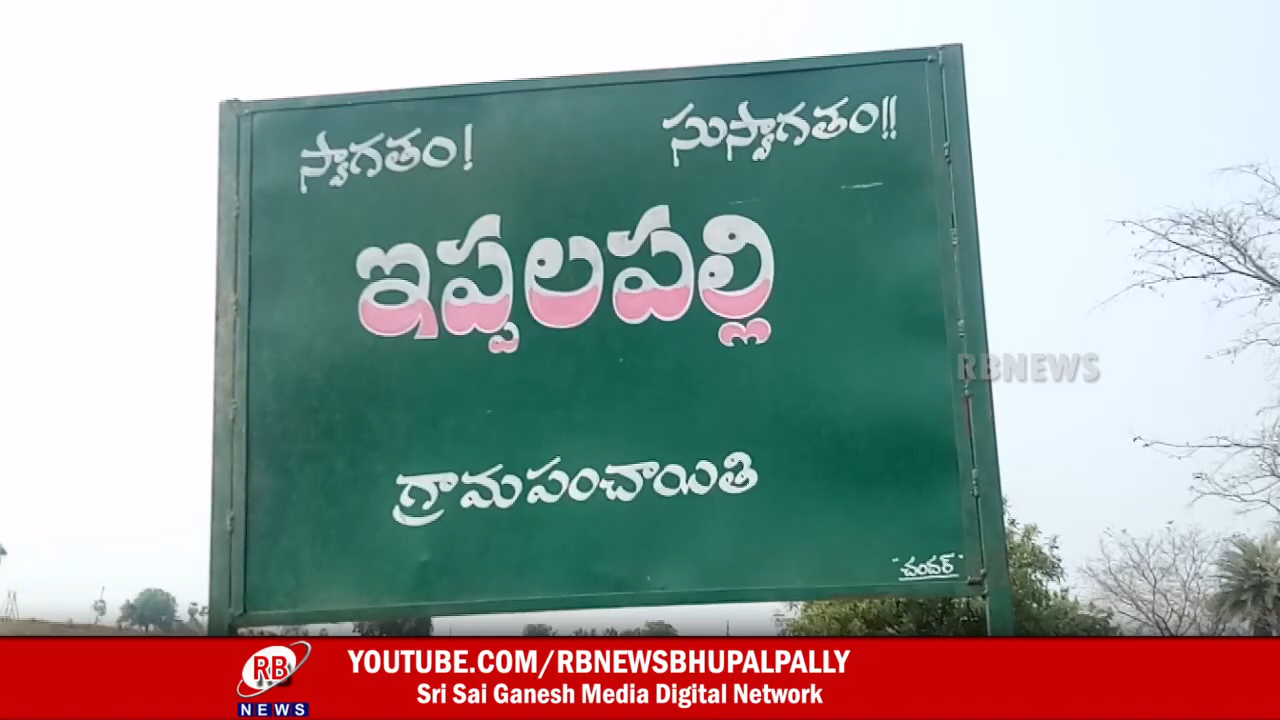 స్వాగతం! సుస్వాగతం!!
ఇప్పలపల్లి
గ్రామపంచాయితి
"చందర్"
RBNEWS
RB NEWS
YOUTUBE.COM/RBNEWSBHUPALPALLY
Sri Sai Ganesh Media Digital Network